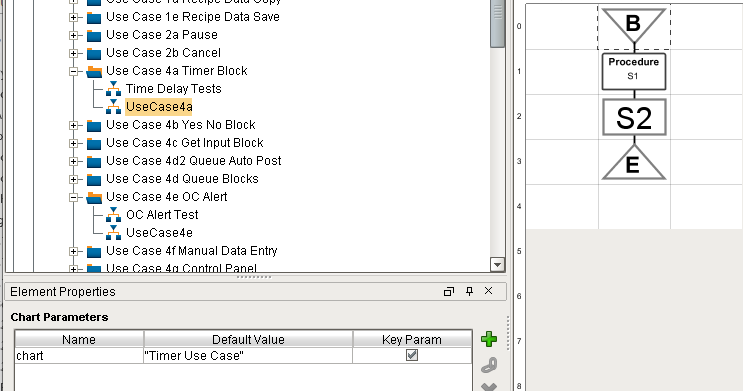 Use Case 1a Recipe Data Load
Use Case 1e Recipe Data Save
Use Case 2a Pause
Use Case 2b Cancel
Use Case 4a Timer Block
Time Delay Tests
UseCase4a
Use Case 4b Yes No Block
Use Case 4c Get Input Block
Use Case 4d2 Queue Auto Post
Use Case 4d Queue Blocks
Use Case 4e OC Alert
OC Alert Test
UseCase4e
Use Case 4f Manual Data Entry
Use Case 4g Control Panel
Element Properties
Chart Parameters
Name Default Value Key Param
chart "Timer Use Case"
0
B
1
Procedure
S1
2
S2
3
E
4
5
6
7
8